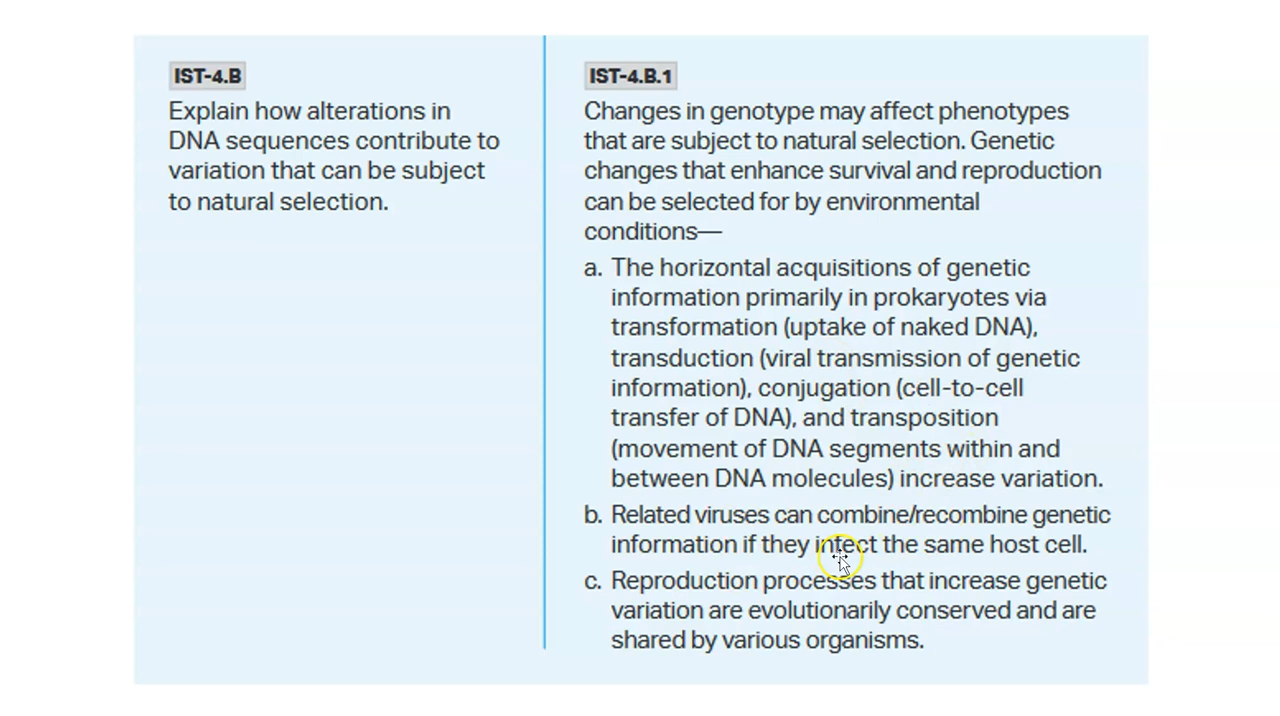 IST-4.B
Explain how alterations in
DNA sequences contribute to
variation that can be subject
to natural selection.
IST-4.B.1
Changes in genotype may affect phenotypes
that are subject to natural selection. Genetic
changes that enhance survival and reproduction
can be selected for by environmental
conditions—
a. The horizontal acquisitions of genetic
information primarily in prokaryotes via
transformation (uptake of naked DNA),
transduction (viral transmission of genetic
information), conjugation (cell-to-cell
transfer of DNA), and transposition
(movement of DNA segments within and
between DNA molecules) increase variation.
b. Related viruses can combine/recombine genetic
information if they infect the same host cell.
c. Reproduction processes that increase genetic
variation are evolutionarily conserved and are
shared by various organisms.